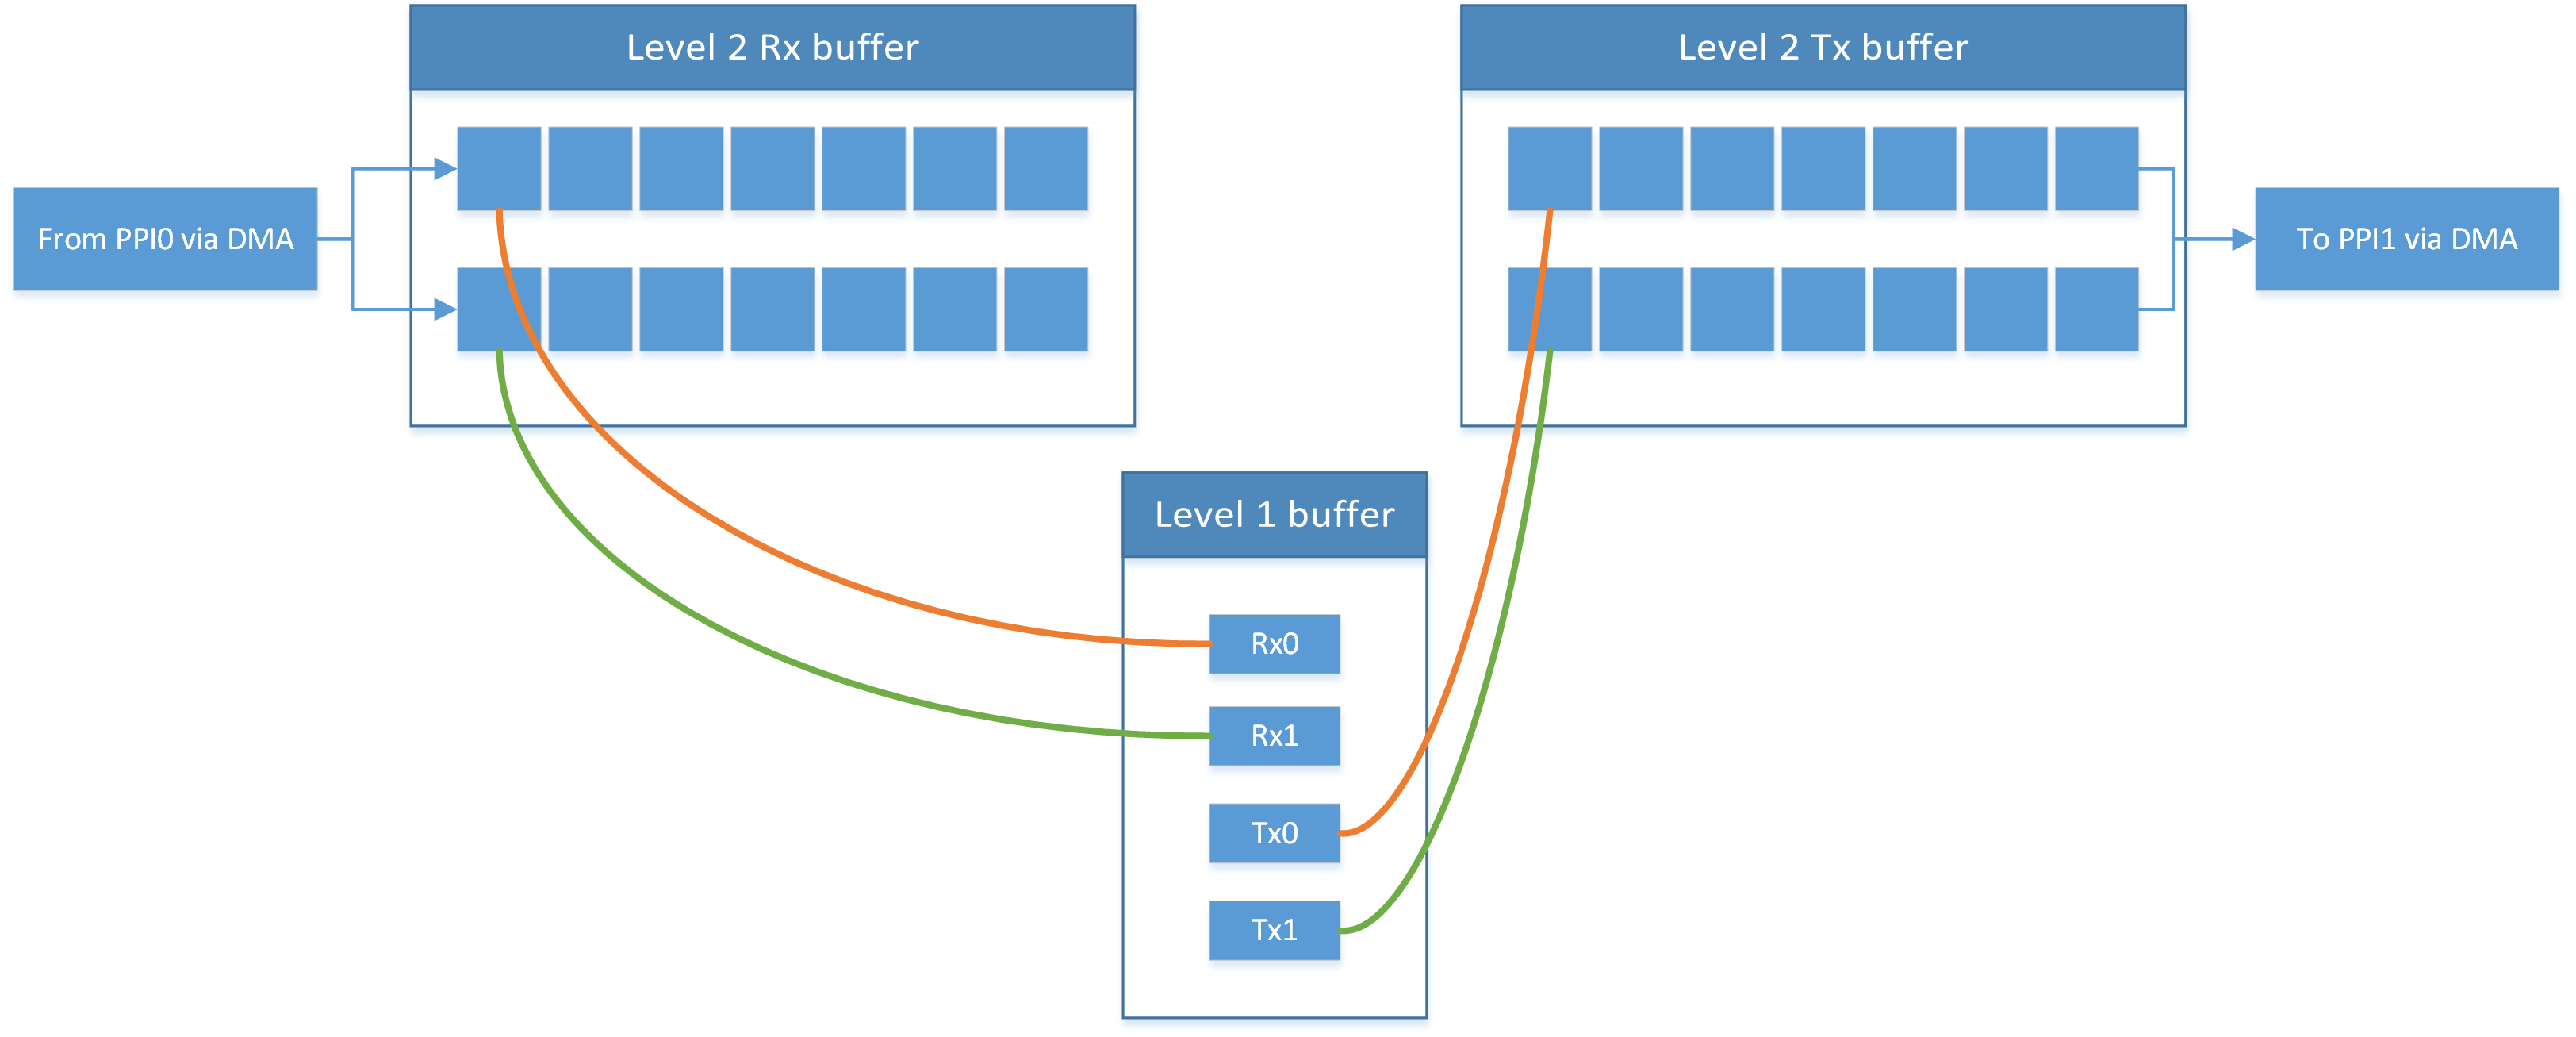 Level 2 Rx buffer
Level 2 Tx buffer
From PPI0 via DMA
To PPI1 via DMA
Level 1 buffer
Rx0
Rx1
Tx0
Tx1